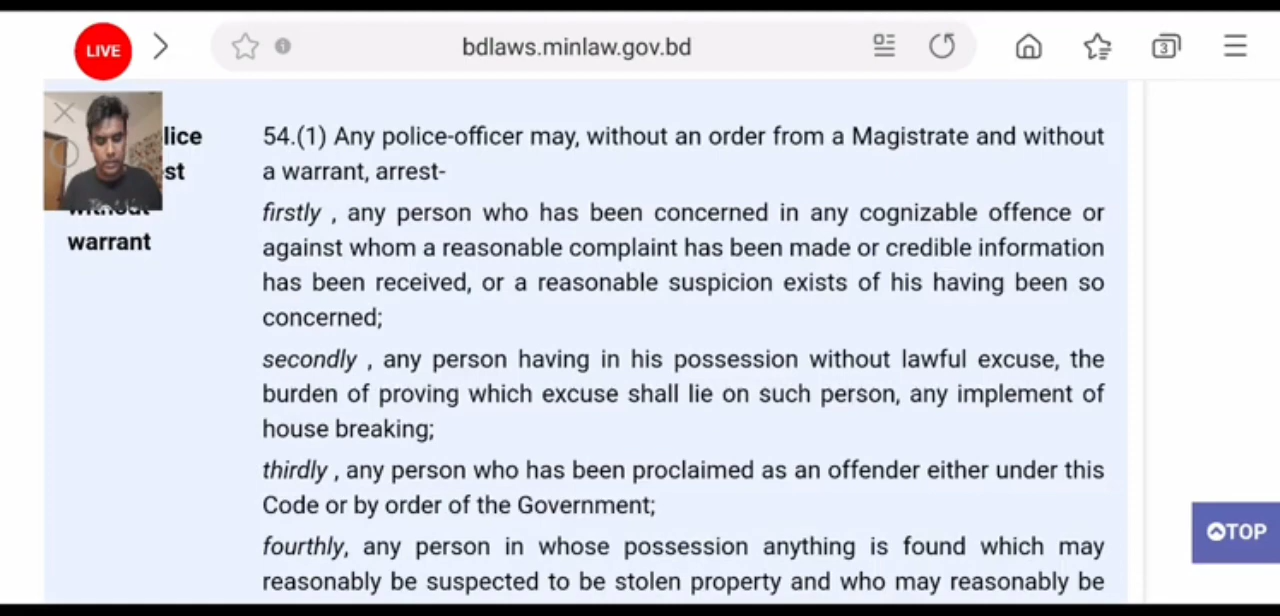 LIVE
bdlaws.minlaw.gov.bd
3
lice
st
without
warrant
54.(1) Any police-officer may, without an order from a Magistrate and without
a warrant, arrest-
firstly , any person who has been concerned in any cognizable offence or
against whom a reasonable complaint has been made or credible information
has been received, or a reasonable suspicion exists of his having been so
concerned;
secondly , any person having in his possession without lawful excuse, the
burden of proving which excuse shall lie on such person, any implement of
house breaking;
thirdly , any person who has been proclaimed as an offender either under this
Code or by order of the Government;
fourthly, any person in whose possession anything is found which may
reasonably be suspected to be stolen property and who may reasonably be
TOP